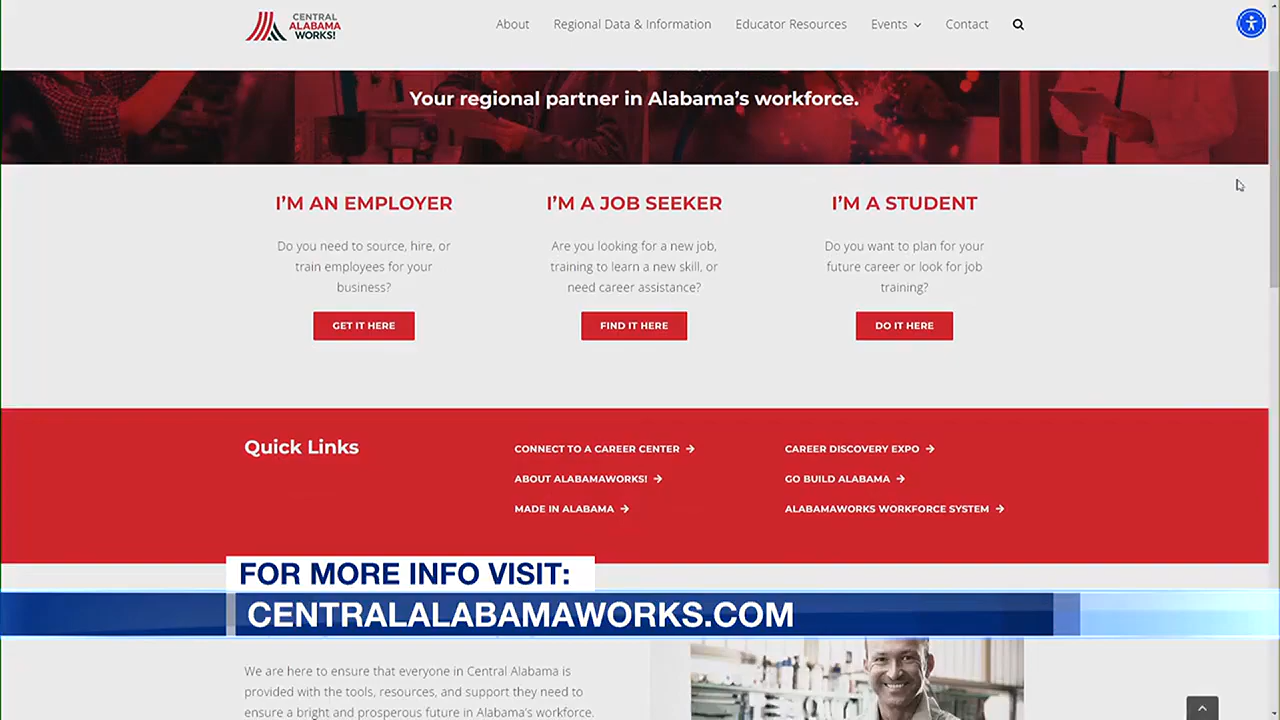 CENTRAL
ALABAMA
WORKS!
About
Regional Data & Information
Educator Resources
Events
Contact
Your regional partner in Alabama's workforce.
I'M AN EMPLOYER
Do you need to source, hire, or
train employees for your
business?
GET IT HERE
I'M A JOB SEEKER
Are you looking for a new job,
training to learn a new skill, or
need career assistance?
FIND IT HERE
I'M A STUDENT
Do you want to plan for your
future career or look for job
training?
DO IT HERE
Quick Links
CONNECT TO A CAREER CENTER
ABOUT ALABAMAWORKS!
MADE IN ALABAMA
CAREER DISCOVERY EXPO
GO BUILD ALABAMA
ALABAMAWORKS WORKFORCE SYSTEM
FOR MORE INFO VISIT:
CENTRALALABAMAWORKS.COM
We are here to ensure that everyone in Central Alabama is
provided with the tools, resources, and support they need to
ensure a bright and prosperous future in Alabama's workforce.